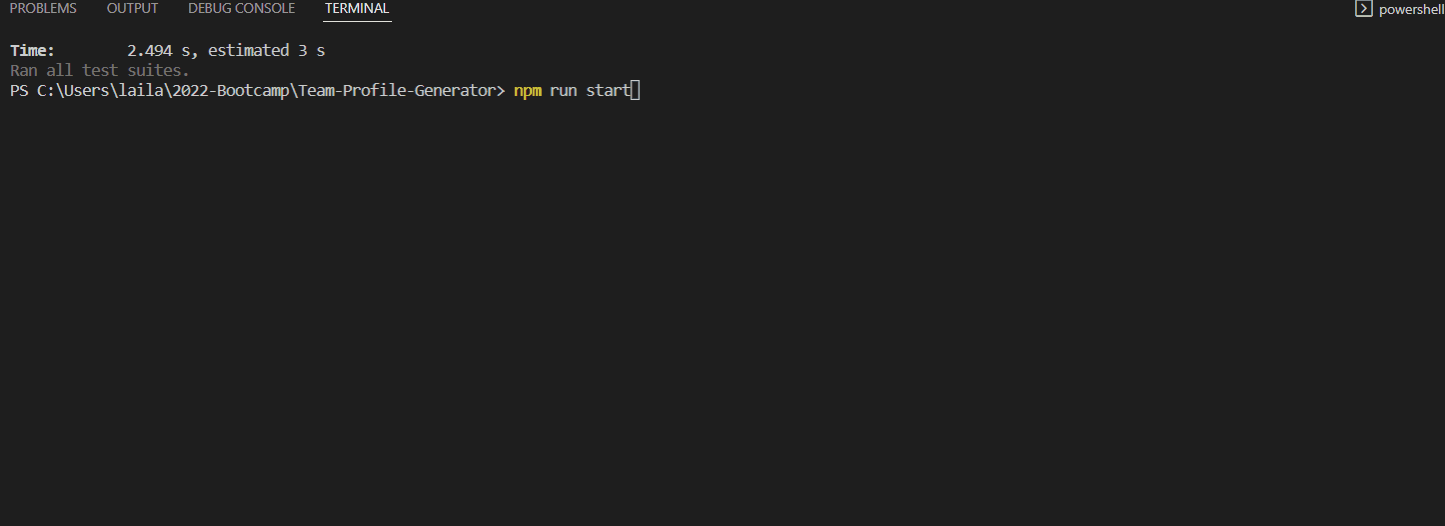 PROBLEMS OUTPUT DEBUG CONSOLE TERMINAL powershell
Time: 2.494 s, estimated 3 s
Ran all test suites.
PS C:\Users\laila\2022-Bootcamp\Team-Profile-Generator> npm run start